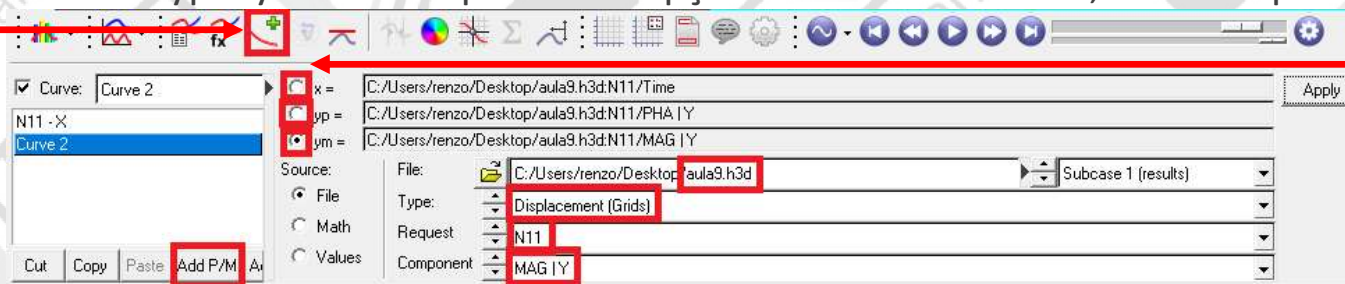 fx
Curve: Curve 2
N11 - X
Curve 2
Cut Copy Paste Add P/M
x = C:/Users/renzo/Desktop/aula9.h3d:N11/Time
yp = C:/Users/renzo/Desktop/aula9.h3d:N11/PHA | Y
ym = C:/Users/renzo/Desktop/aula9.h3d:N11/MAG | Y
Apply
Source:
File
Math
Values
File: C:/Users/renzo/Desktop/aula9.h3d Subcase 1 (results)
Type: Displacement (Grids)
Request N11
Component MAG | Y